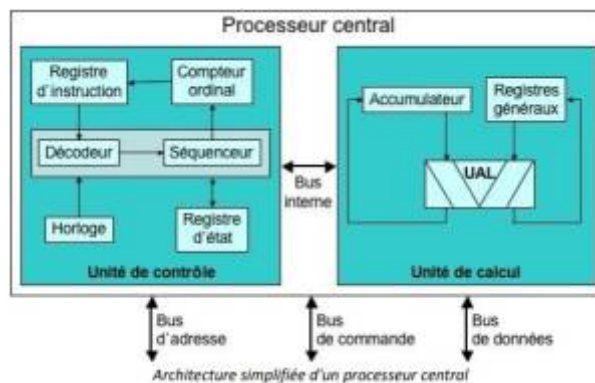 Processeur central
Registre
d'instruction
Compteur
ordinal
Décodeur
Séquenceur
Horloge
Registre
d'état
Unité de contrôle
Bus
interne
Accumulateur
Registres
généraux
UAL
Unité de calcul
Bus
d'adresse
Bus
de commande
Bus
de données
Architecture simplifiée d'un processeur central